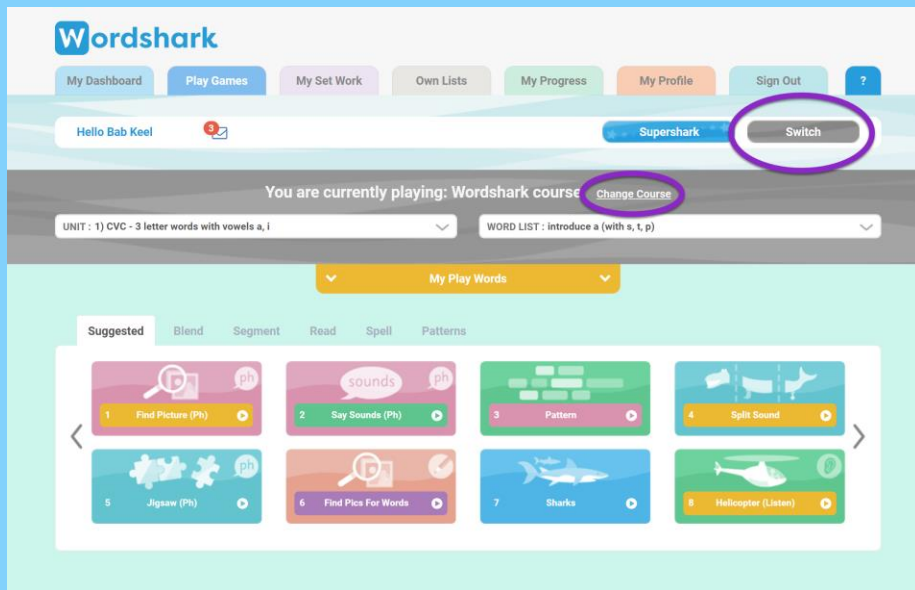 Wordshark
My Dashboard Play Games My Set Work Own Lists My Progress My Profile Sign Out ?
Hello Bab Keel 3 Supershark Switch
You are currently playing: Wordshark course Change Course
UNIT : 1) CVC - 3 letter words with vowels a, i WORD LIST : introduce a (with s, t, p)
My Play Words
Suggested Blend Segment Read Spell Patterns
ph sounds ph
1 Find Picture (Ph) 2 Say Sounds (Ph) 3 Pattern 4 Split Sound
ph
5 Jigsaw (Ph) 6 Find Pics For Words 7 Sharks 8 Helicopter (Listen)